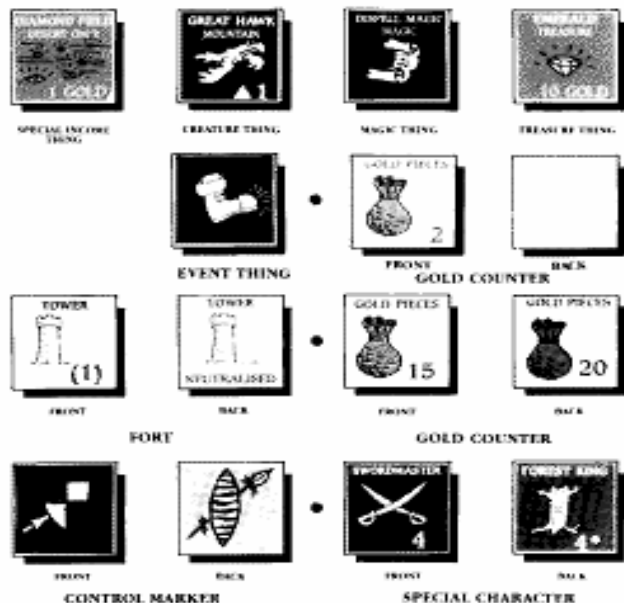 DIAMOND FIELD
DESERT ONLY
1 GOLD
SPECIAL INCOME
THING
GREAT HAWK
MOUNTAIN
1
CREATURE THING
DISPELL MAGIC
MAGIC
MAGIC THING
EMERALD
TREASURE
10 GOLD
TREASURE THING
EVENT THING
GOLD PIECES
2
FRONT
BACK
GOLD COUNTER
TOWER
(1)
FRONT
TOWER
NEUTRALISED
BACK
FORT
GOLD PIECES
15
FRONT
GOLD PIECES
20
BACK
GOLD COUNTER
FRONT
BACK
CONTROL MARKER
SWORDMASTER
4
FRONT
FOREST KING
4*
BACK
SPECIAL CHARACTER